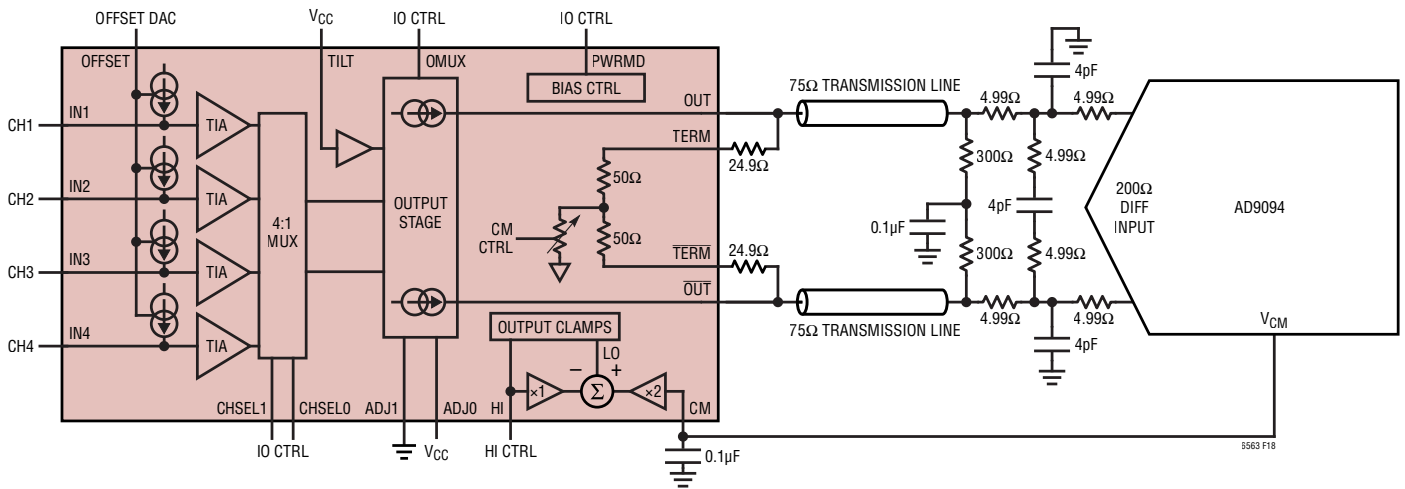 OFFSET DAC
VCC
IO CTRL
IO CTRL
OFFSET
TILT
OMUX
PWRMD
BIAS CTRL
CH1
IN1
TIA
CH2
IN2
TIA
CH3
IN3
TIA
CH4
IN4
TIA
4:1
MUX
OUTPUT
STAGE
OUT
TERM
24.9Ω
50Ω
CM
CTRL
50Ω
TERM
24.9Ω
OUT
OUTPUT CLAMPS
LO
−
+
×1
Σ
×2
CHSEL1
CHSEL0
ADJ1
ADJ0
HI
CM
IO CTRL
VCC
HI CTRL
0.1µF
75Ω TRANSMISSION LINE
75Ω TRANSMISSION LINE
4pF
4.99Ω
4.99Ω
300Ω
4.99Ω
4pF
0.1µF
300Ω
4.99Ω
4.99Ω
4.99Ω
4pF
200Ω
DIFF
INPUT
AD9094
VCM
6563 F18